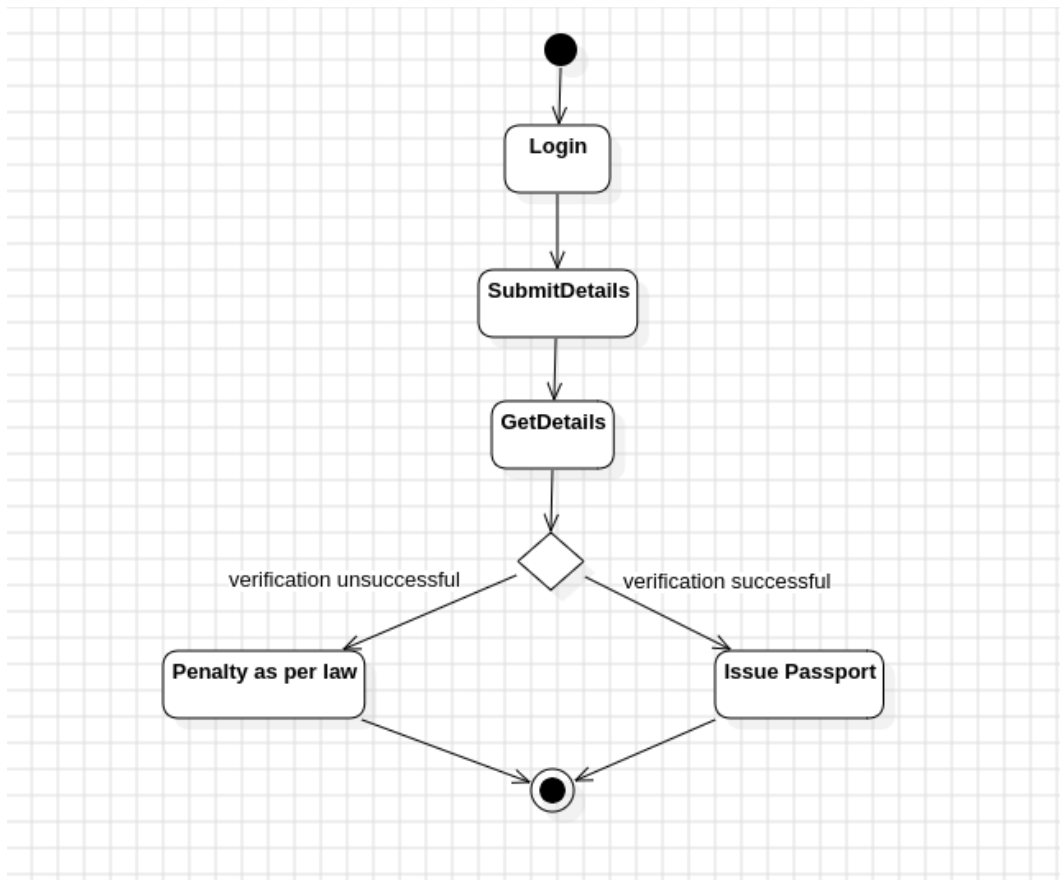 Login
SubmitDetails
GetDetails
verification unsuccessful
verification successful
Penalty as per law
Issue Passport